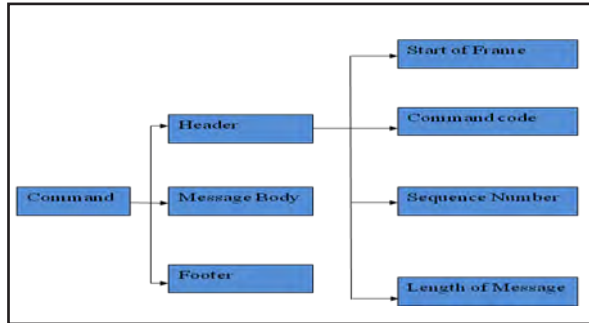 Start of Frame
Header
Command code
Command
Message Body
Sequence Number
Footer
Length of Message